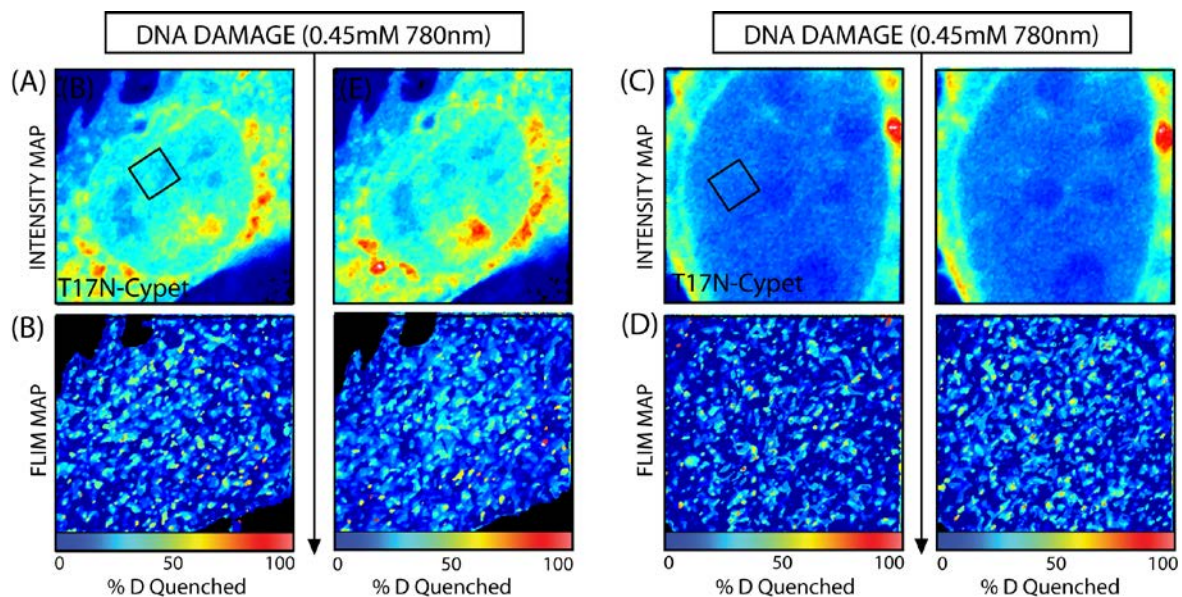 DNA DAMAGE (0.45mM 780nm)
DNA DAMAGE (0.45mM 780nm)
(A)
(B)
(E)
(C)
INTENSITY MAP
INTENSITY MAP
T17N-Cypet
T17N-Cypet
(B)
(D)
FLIM MAP
FLIM MAP
0 50 100
0 50 100
0 50 100
0 50 100
% D Quenched
% D Quenched
% D Quenched
% D Quenched